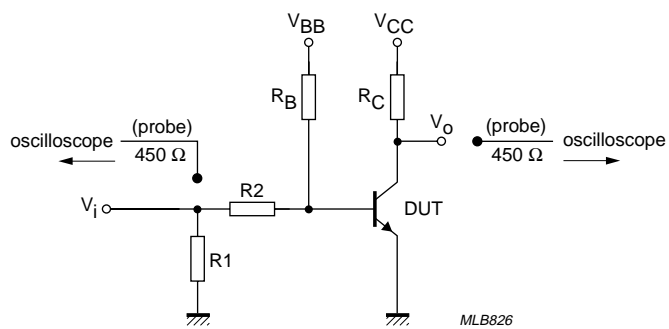 VBB
VCC
RB
RC
Vo
(probe)
450 Ω
oscilloscope
(probe)
450 Ω
oscilloscope
Vi
R2
R1
DUT
MLB826